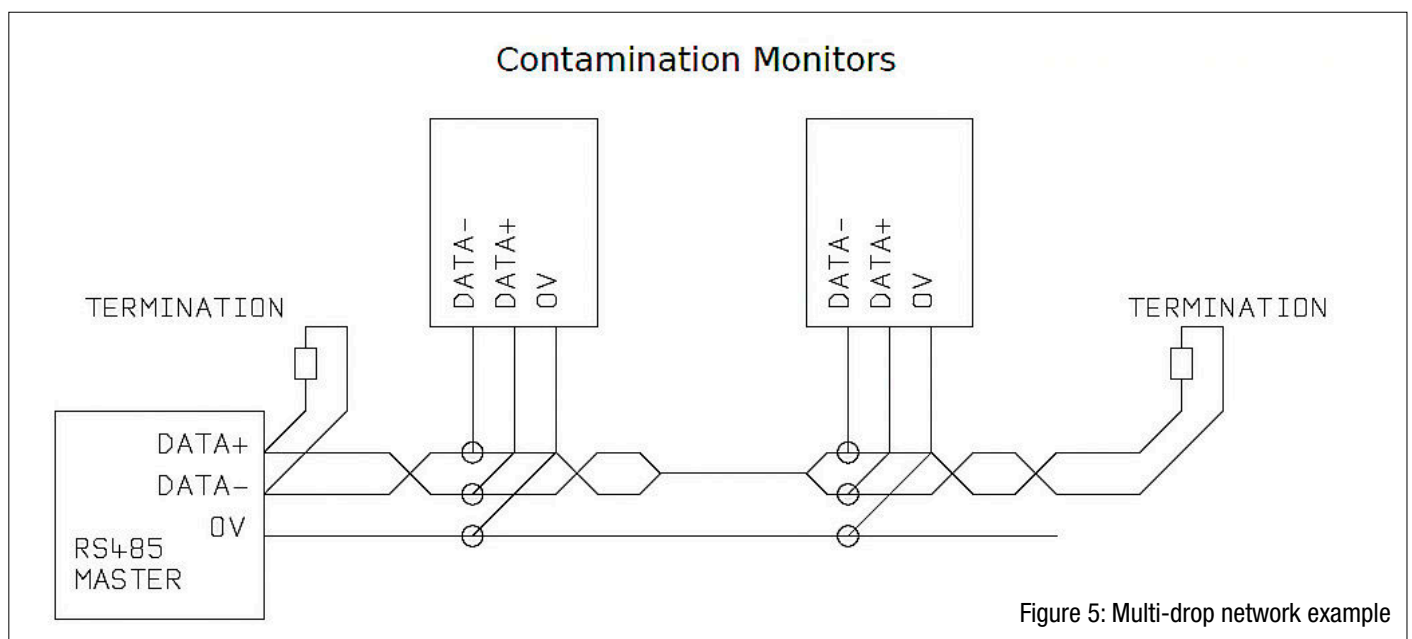 Contamination Monitors
DATA-
DATA+
0V
DATA-
DATA+
0V
TERMINATION
TERMINATION
DATA+
DATA-
0V
RS485
MASTER
Figure 5: Multi-drop network example